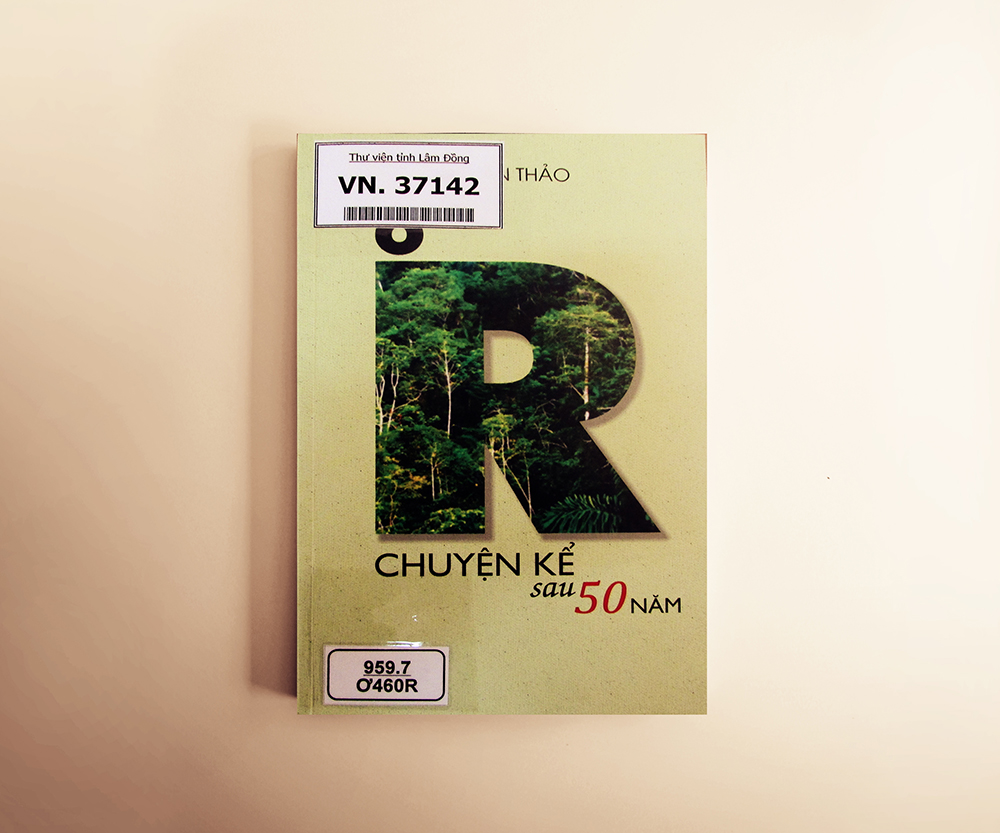 Thư viện tỉnh Lâm Đồng
VN. 37142
THẢO
R
CHUYỆN KỂ
sau 50 NĂM
959.7
Ơ460R